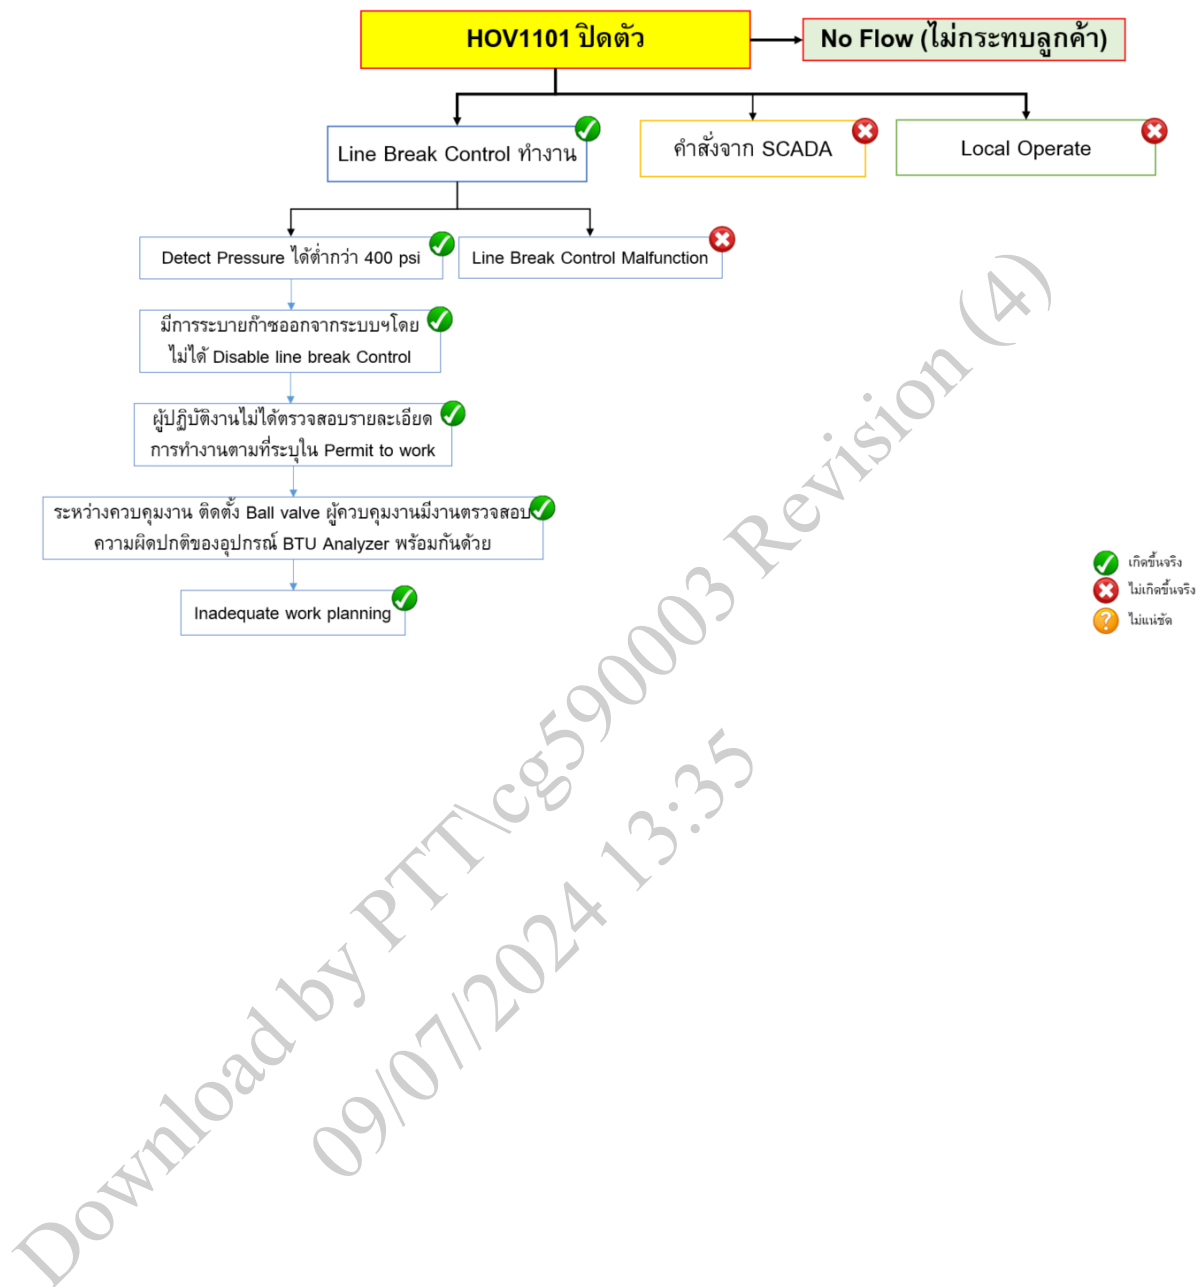 HOV1101 ปิดตัว
No Flow (ไม่กระทบลูกค้า)
Line Break Control ทำงาน
คำสั่งจาก SCADA
Local Operate
Detect Pressure ได้ต่ำกว่า 400 psi
Line Break Control Malfunction
มีการระบายก๊าซออกจากระบบฯโดย
ไม่ได้ Disable line break Control
ผู้ปฏิบัติงานไม่ได้ตรวจสอบรายละเอียด
การทำงานตามที่ระบุใน Permit to work
ระหว่างควบคุมงาน ติดตั้ง Ball valve ผู้ควบคุมงานมีงานตรวจสอบ
ความผิดปกติของอุปกรณ์ BTU Analyzer พร้อมกันด้วย
Inadequate work planning
เกิดขึ้นจริง
ไม่เกิดขึ้นจริง
ไม่แน่ชัด
Download by PTT\cg590003 Revision (4)
09/07/2024 13:35